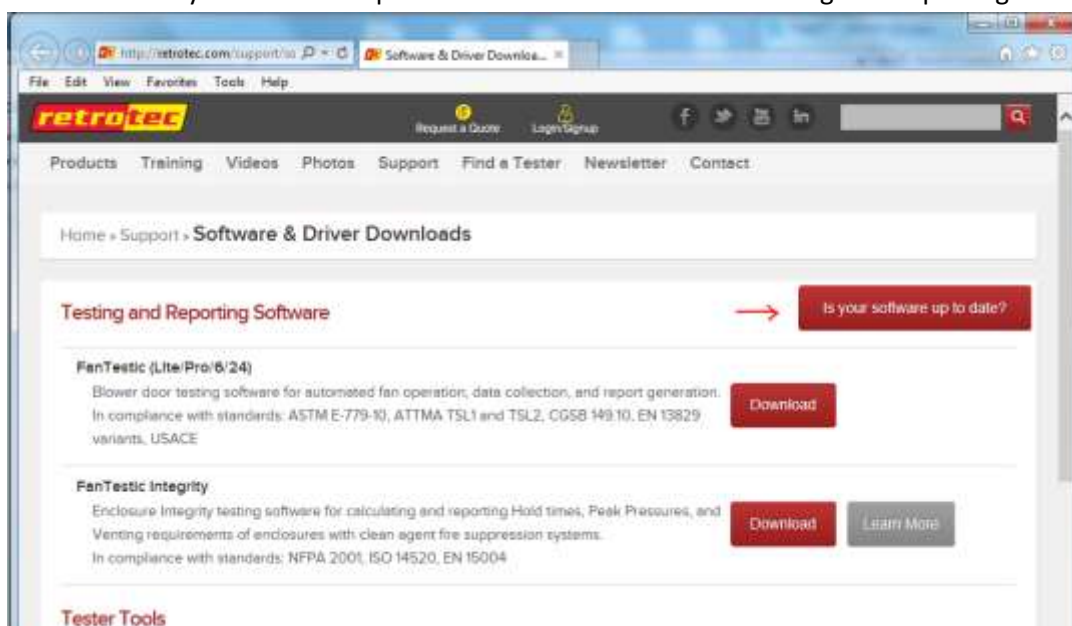 http://retrotec.com/support/so
Software & Driver Downloa...
File Edit View Favorites Tools Help
retrotec
Request a Quote Login/Signup
Products Training Videos Photos Support Find a Tester Newsletter Contact
Home » Support » Software & Driver Downloads
Testing and Reporting Software
Is your software up to date?
FanTestic (Lite/Pro/6/24)
Blower door testing software for automated fan operation, data collection, and report generation.
In compliance with standards: ASTM E-779-10, ATTMA TSL1 and TSL2, CGSB 149.10, EN 13829
variants, USACE
Download
FanTestic Integrity
Enclosure Integrity testing software for calculating and reporting Hold times, Peak Pressures, and
Venting requirements of enclosures with clean agent fire suppression systems.
In compliance with standards: NFPA 2001, ISO 14520, EN 15004
Download
Learn More
Tester Tools